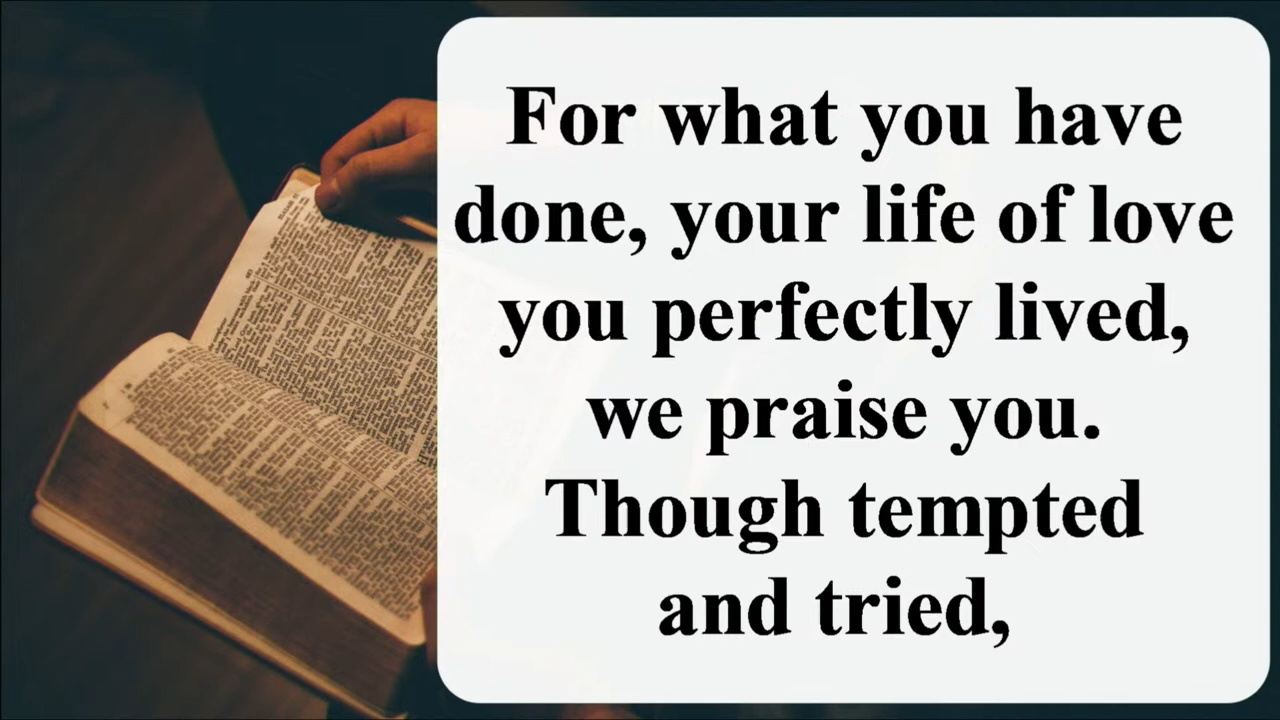 For what you have
done, your life of love
you perfectly lived,
we praise you.
Though tempted
and tried,